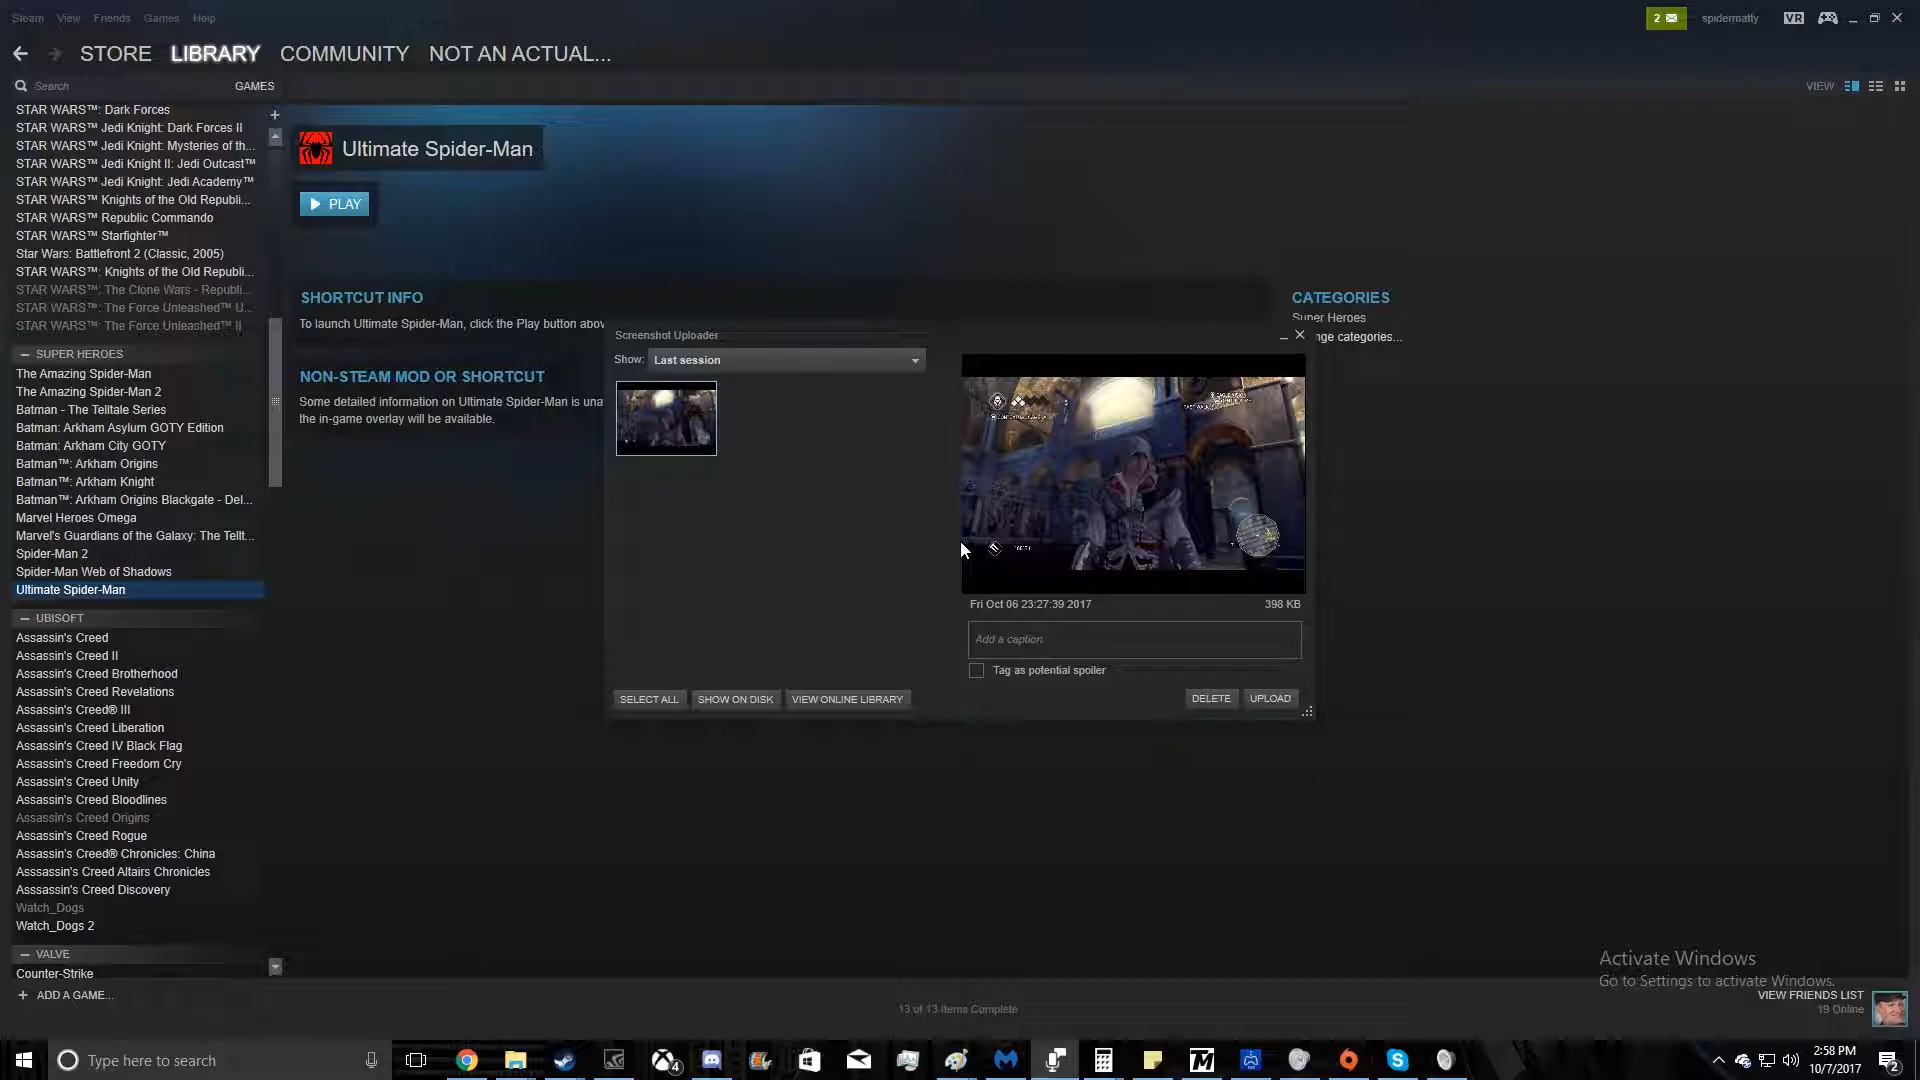 Steam View Friends Games Help
2
spidermatty
VR
STORE LIBRARY COMMUNITY NOT AN ACTUAL...
Search
GAMES
VIEW
STAR WARS™: Dark Forces
STAR WARS™ Jedi Knight: Dark Forces II
STAR WARS™ Jedi Knight: Mysteries of th...
STAR WARS™ Jedi Knight II: Jedi Outcast™
STAR WARS™ Jedi Knight: Jedi Academy™
STAR WARS™ Knights of the Old Republi...
STAR WARS™ Republic Commando
STAR WARS™ Starfighter™
Star Wars: Battlefront 2 (Classic, 2005)
STAR WARS™: Knights of the Old Republi...
STAR WARS™: The Clone Wars - Republi...
STAR WARS™: The Force Unleashed™ U...
STAR WARS™: The Force Unleashed™ II
SUPER HEROES
The Amazing Spider-Man
The Amazing Spider-Man 2
Batman - The Telltale Series
Batman: Arkham Asylum GOTY Edition
Batman: Arkham City GOTY
Batman™: Arkham Origins
Batman™: Arkham Knight
Batman™: Arkham Origins Blackgate - Del...
Marvel Heroes Omega
Marvel's Guardians of the Galaxy: The Tellt...
Spider-Man 2
Spider-Man Web of Shadows
Ultimate Spider-Man
UBISOFT
Assassin's Creed
Assassin's Creed II
Assassin's Creed Brotherhood
Assassin's Creed Revelations
Assassin's Creed® III
Assassin's Creed Liberation
Assassin's Creed IV Black Flag
Assassin's Creed Freedom Cry
Assassin's Creed Unity
Assassin's Creed Bloodlines
Assassin's Creed Origins
Assassin's Creed Rogue
Assassin's Creed® Chronicles: China
Asssassin's Creed Altairs Chronicles
Asssassin's Creed Discovery
Watch_Dogs
Watch_Dogs 2
VALVE
Counter-Strike
ADD A GAME...
Ultimate Spider-Man
PLAY
SHORTCUT INFO
To launch Ultimate Spider-Man, click the Play button abov
NON-STEAM MOD OR SHORTCUT
Some detailed information on Ultimate Spider-Man is una
the in-game overlay will be available.
CATEGORIES
Super Heroes
nge categories...
Screenshot Uploader
Show: Last session
Fri Oct 06 23:27:39 2017
398 KB
Add a caption
Tag as potential spoiler
SELECT ALL
SHOW ON DISK
VIEW ONLINE LIBRARY
DELETE
UPLOAD
13 of 13 Items Complete
Activate Windows
Go to Settings to activate Windows.
VIEW FRIENDS LIST
19 Online
Type here to search
4
2:58 PM
10/7/2017
2